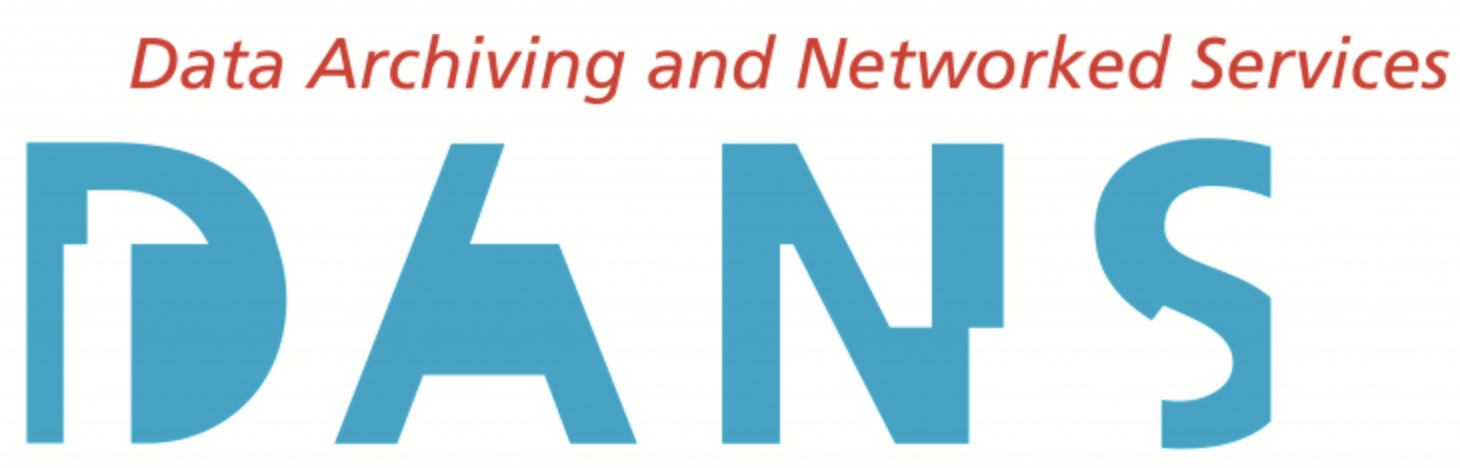 Data Archiving and Networked Services
DANS